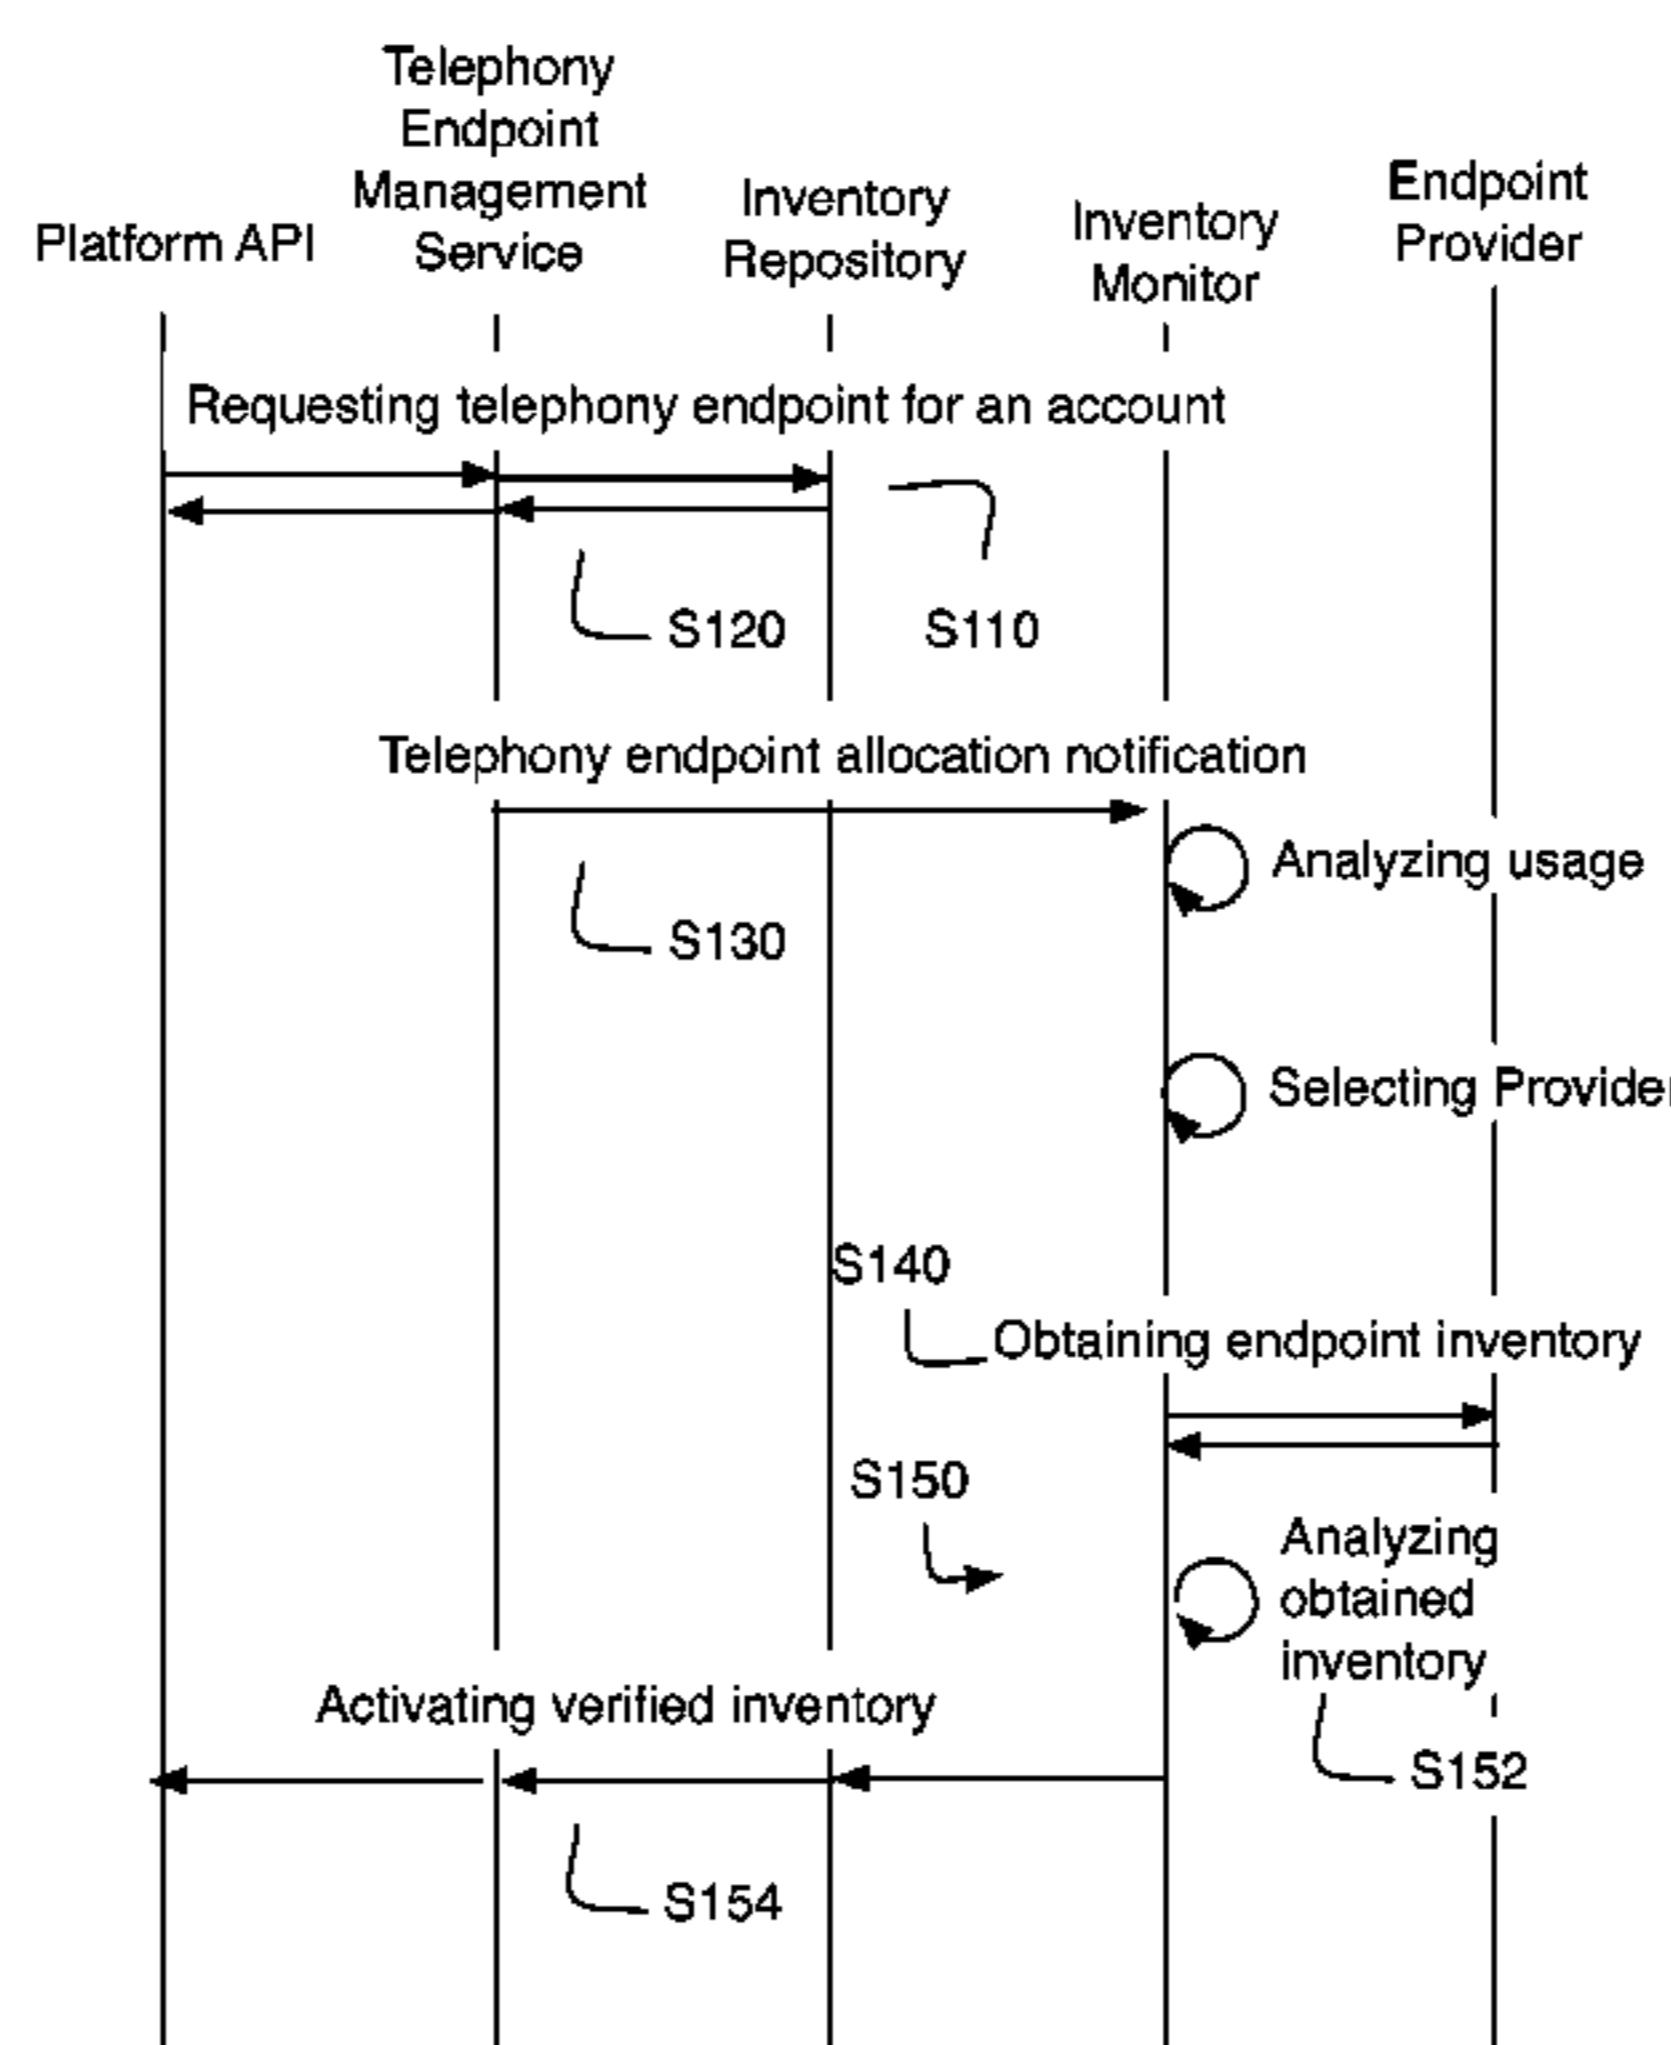 Telephony
Endpoint
Management
Service
Platform API
Inventory
Repository
Inventory
Monitor
Endpoint
Provider
Requesting telephony endpoint for an account
S120
S110
Telephony endpoint allocation notification
Analyzing usage
S130
Selecting Provider
S140
Obtaining endpoint inventory
S150
Analyzing
obtained
inventory
Activating verified inventory
S152
S154